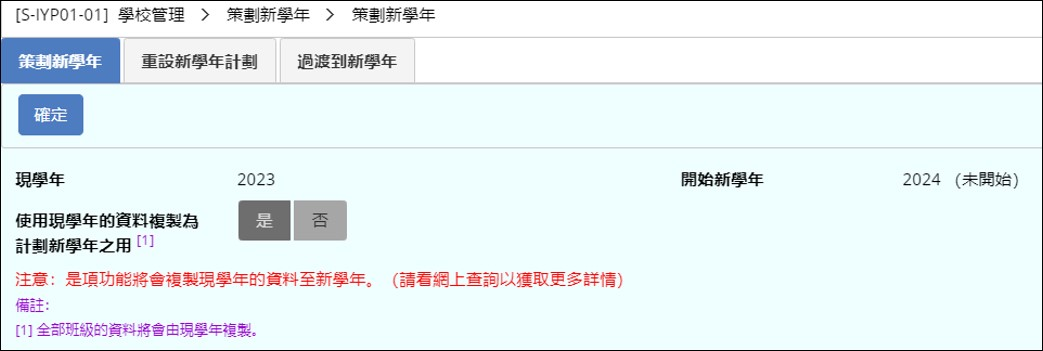 [S-IYP01-01] 學校管理 > 策劃新學年 > 策劃新學年
策劃新學年 重設新學年計劃 過渡到新學年
確定
現學年 2023 開始新學年 2024 (未開始)
使用現學年的資料複製為 是 否
計劃新學年之用 [1]
注意：是項功能將會複製現學年的資料至新學年。(請看網上查詢以獲取更多詳情)
備註：
[1] 全部班級的資料將會由現學年複製。